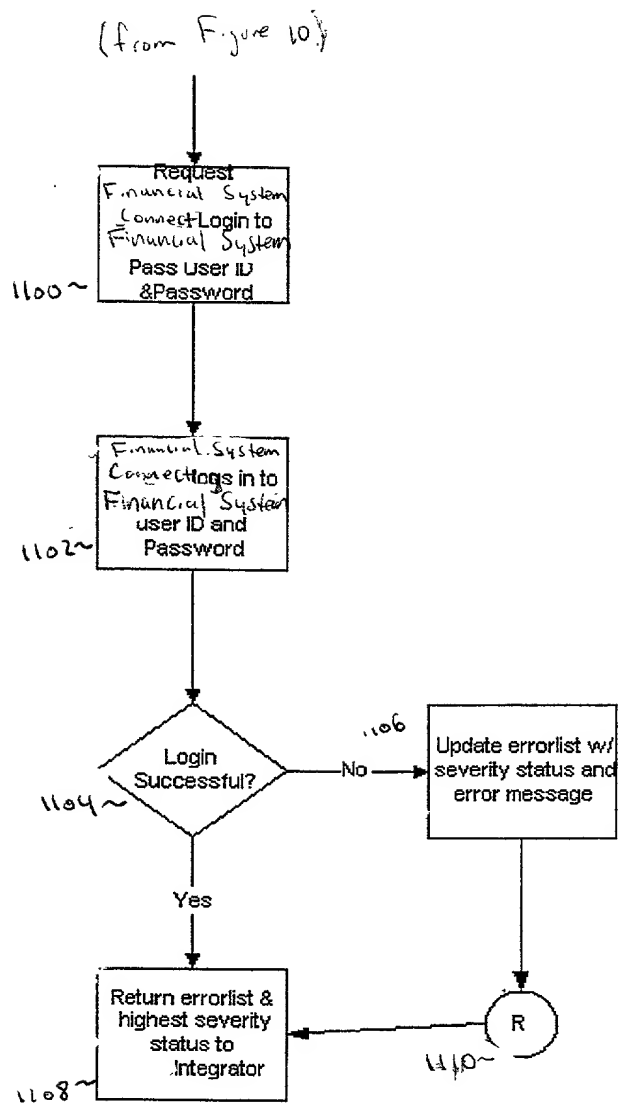 (from Figure 10)
Request
Financial System
Connect Login to
Financial System
Pass User ID
&Password
1100~
Financial System
Connect logs in to
Financial System
user ID and
Password
1102~
Login
Successful?
1104~
No
1106
Update errorlist w/
severity status and
error message
Yes
Return errorlist &
highest severity
status to
Integrator
1108~
R
1110~